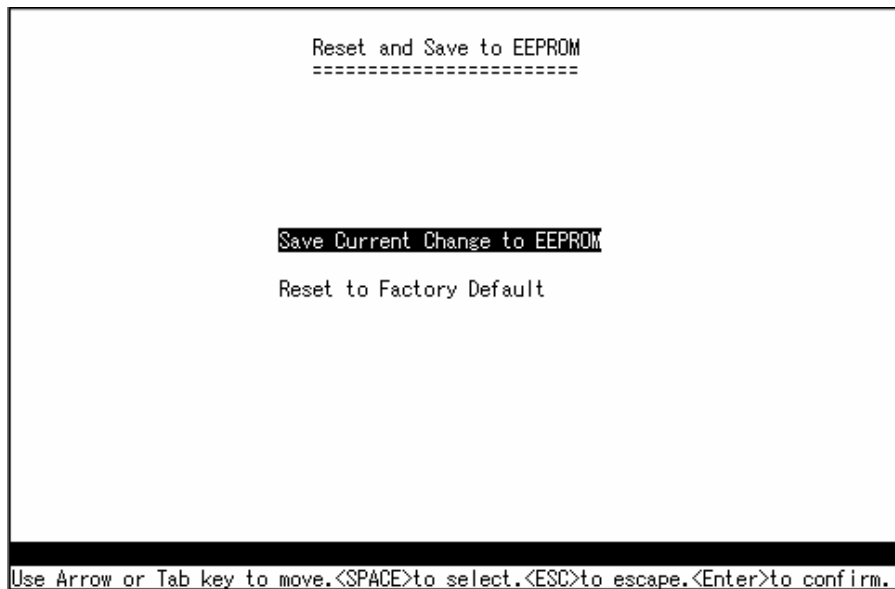 Reset and Save to EEPROM
========================
Save Current Change to EEPROM
Reset to Factory Default
Use Arrow or Tab key to move.<SPACE>to select.<ESC>to escape.<Enter>to confirm.